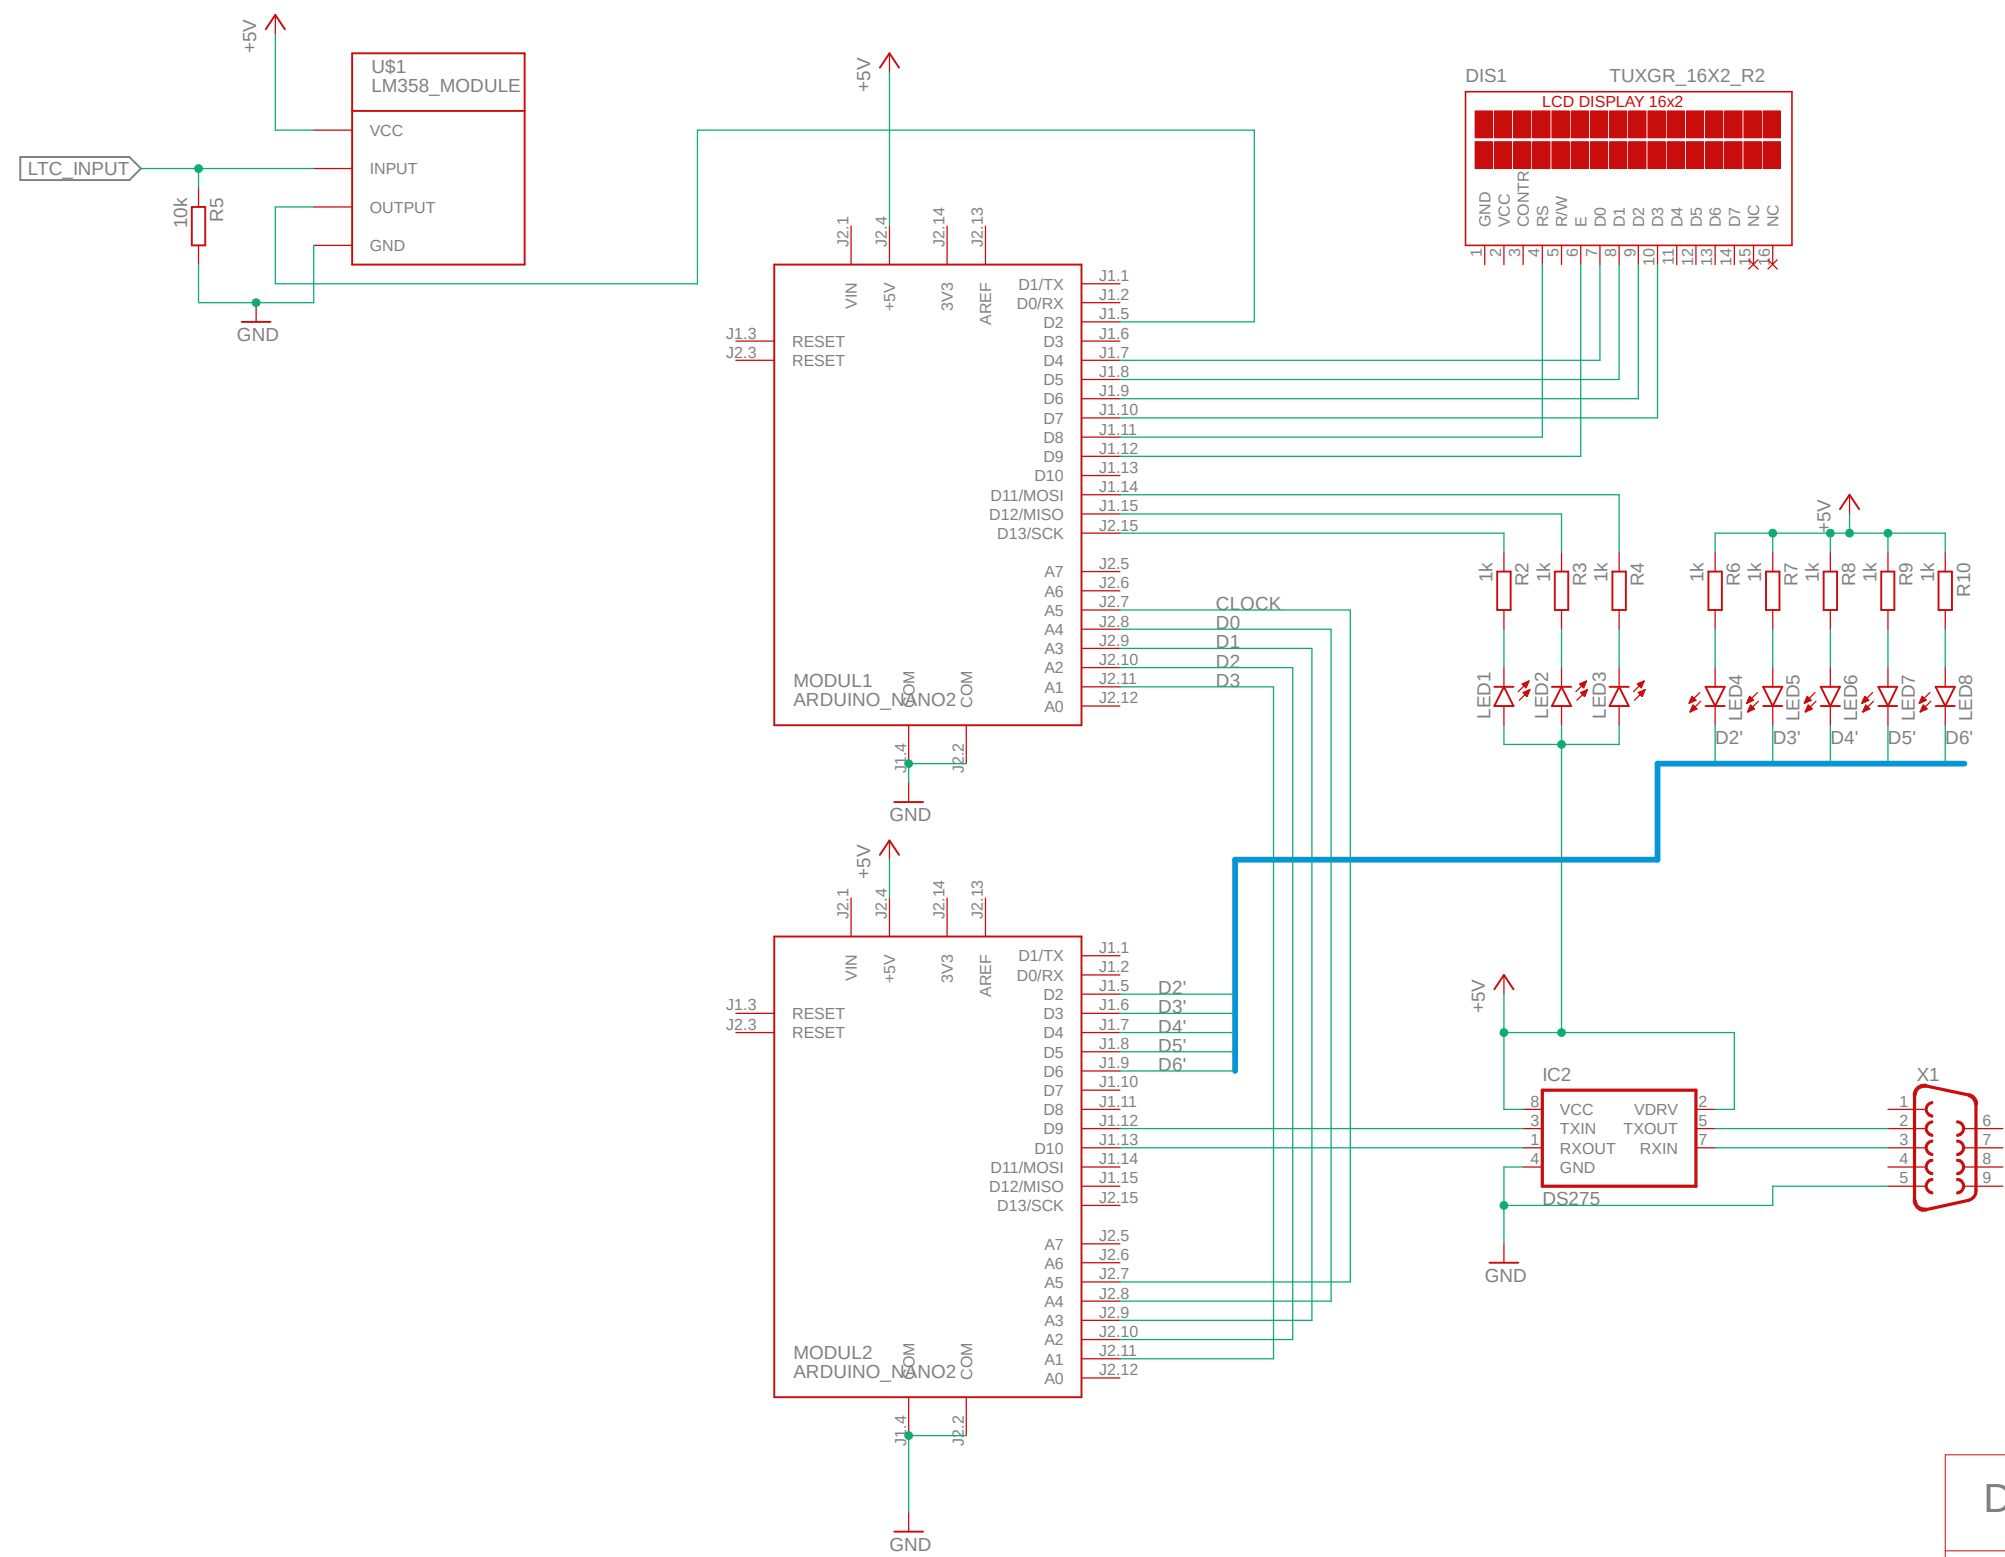 +5V
U$1
LM358_MODULE
VCC
INPUT
OUTPUT
GND
LTC_INPUT
10k
R5
GND
+5V
J2.1
J2.4
J2.14
J2.13
VIN
+5V
3V3
AREF
J1.3
RESET
J2.3
RESET
D1/TX J1.1
D0/RX J1.2
D2 J1.5
D3 J1.6
D4 J1.7
D5 J1.8
D6 J1.9
D7 J1.10
D8 J1.11
D9 J1.12
D10 J1.13
D11/MOSI J1.14
D12/MISO J1.15
D13/SCK J2.15
A7 J2.5
A6 J2.6
A5 J2.7 CLOCK
A4 J2.8 D0
A3 J2.9 D1
A2 J2.10 D2
A1 J2.11 D3
A0 J2.12
MODUL1
ARDUINO_NANO2
COM
COM
J1.4
J2.2
GND
DIS1 TUXGR_16X2_R2
LCD DISPLAY 16x2
GND
VCC
CONTR
RS
R/W
E
D0
D1
D2
D3
D4
D5
D6
D7
NC
NC
1 2 3 4 5 6 7 8 9 10 11 12 13 14 15 16
+5V
1k R2
1k R3
1k R4
1k R6
1k R7
1k R8
1k R9
1k R10
LED1
LED2
LED3
LED4
LED5
LED6
LED7
LED8
D2' D3' D4' D5' D6'
+5V
J2.1
J2.4
J2.14
J2.13
VIN
+5V
3V3
AREF
J1.3
RESET
J2.3
RESET
D1/TX J1.1
D0/RX J1.2
D2 J1.5 D2'
D3 J1.6 D3'
D4 J1.7 D4'
D5 J1.8 D5'
D6 J1.9 D6'
D7 J1.10
D8 J1.11
D9 J1.12
D10 J1.13
D11/MOSI J1.14
D12/MISO J1.15
D13/SCK J2.15
A7 J2.5
A6 J2.6
A5 J2.7
A4 J2.8
A3 J2.9
A2 J2.10
A1 J2.11
A0 J2.12
MODUL2
ARDUINO_NANO2
COM
COM
J1.4
J2.2
GND
+5V
IC2
8 VCC VDRV 2
3 TXIN TXOUT 5
1 RXOUT RXIN 7
4 GND
DS275
GND
X1
1
2
3
4
5
6
7
8
9
D